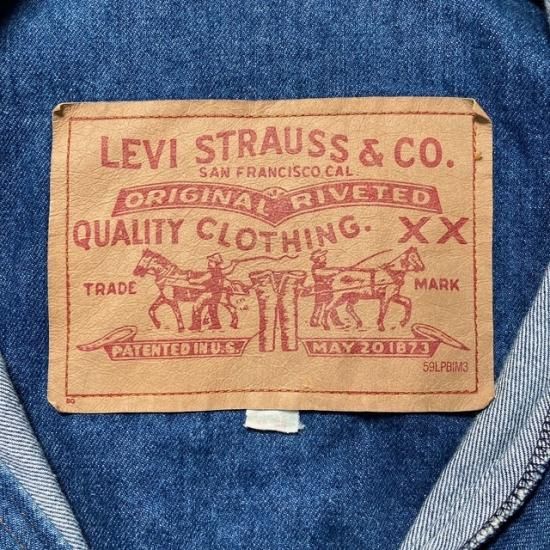 LEVI STRAUSS & CO.
SAN FRANCISCO CAL
ORIGINAL RIVETED
QUALITY CLOTHING. XX
TRADE MARK
PATENTED IN U.S. MAY 20 1873
59LPBIM3